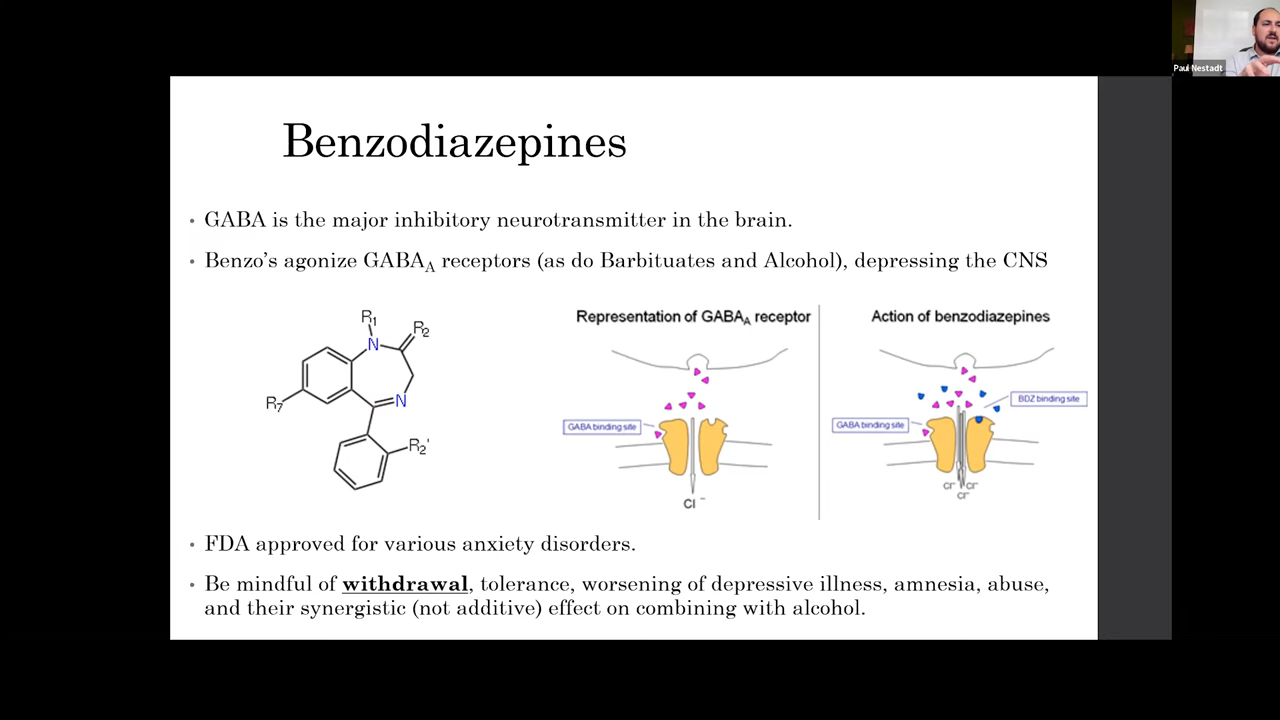 Paul Nestadt
Benzodiazepines
• GABA is the major inhibitory neurotransmitter in the brain.
• Benzo's agonize GABAA receptors (as do Barbituates and Alcohol), depressing the CNS
R1
N
R2
R7
N
R2'
Representation of GABAA receptor
GABA binding site
Cl⁻
Action of benzodiazepines
BDZ binding site
GABA binding site
Cl⁻ Cl⁻
Cl⁻
• FDA approved for various anxiety disorders.
• Be mindful of withdrawal, tolerance, worsening of depressive illness, amnesia, abuse,
and their synergistic (not additive) effect on combining with alcohol.